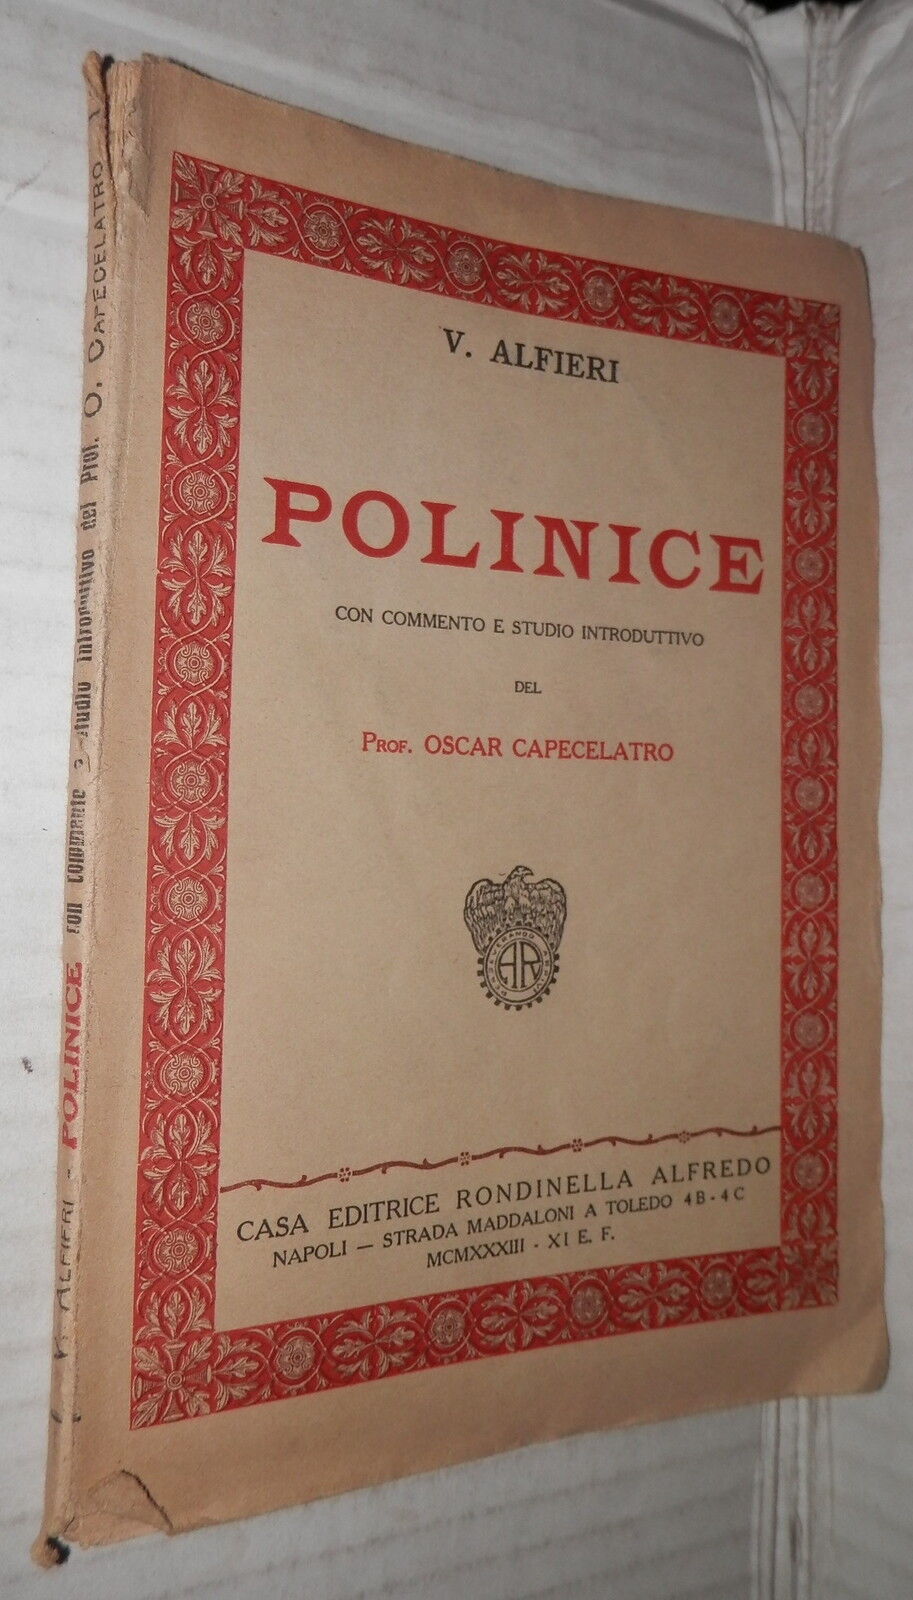 V. ALFIERI
POLINICE
CON COMMENTO E STUDIO INTRODUTTIVO
DEL
PROF. OSCAR CAPECELATRO
PERSEVERANDO
AR
CASA EDITRICE RONDINELLA ALFREDO
NAPOLI — STRADA MADDALONI A TOLEDO 4B-4C
MCMXXXIII - XI E. F.
V. ALFIERI - POLINICE con commento e studio introduttivo del Prof. O. CAPECELATRO